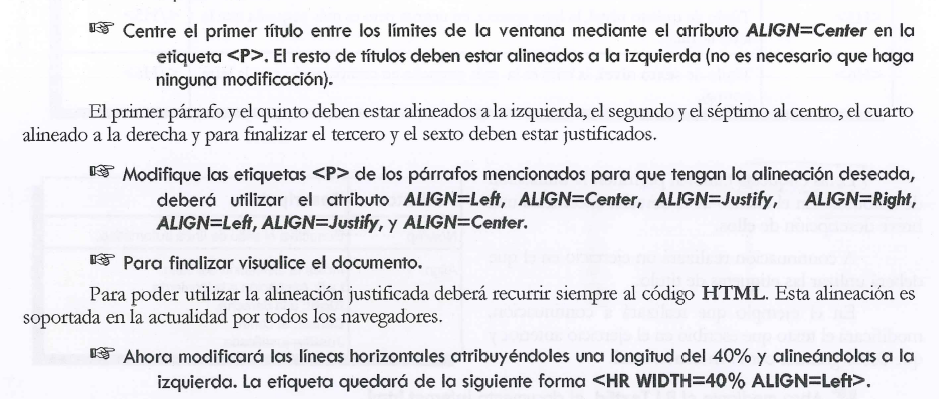 ☞ Centre el primer título entre los límites de la ventana mediante el atributo ALIGN=Center en la
etiqueta <P>. El resto de títulos deben estar alineados a la izquierda (no es necesario que haga
ninguna modificación).
El primer párrafo y el quinto deben estar alineados a la izquierda, el segundo y el séptimo al centro, el cuarto
alineado a la derecha y para finalizar el tercero y el sexto deben estar justificados.
☞ Modifique las etiquetas <P> de los párrafos mencionados para que tengan la alineación deseada,
deberá utilizar el atributo ALIGN=Left, ALIGN=Center, ALIGN=Justify, ALIGN=Right,
ALIGN=Left, ALIGN=Justify, y ALIGN=Center.
☞ Para finalizar visualice el documento.
Para poder utilizar la alineación justificada deberá recurrir siempre al código HTML. Esta alineación es
soportada en la actualidad por todos los navegadores.
☞ Ahora modificará las líneas horizontales atribuyéndoles una longitud del 40% y alineándolas a la
izquierda. La etiqueta quedará de la siguiente forma <HR WIDTH=40% ALIGN=Left>.